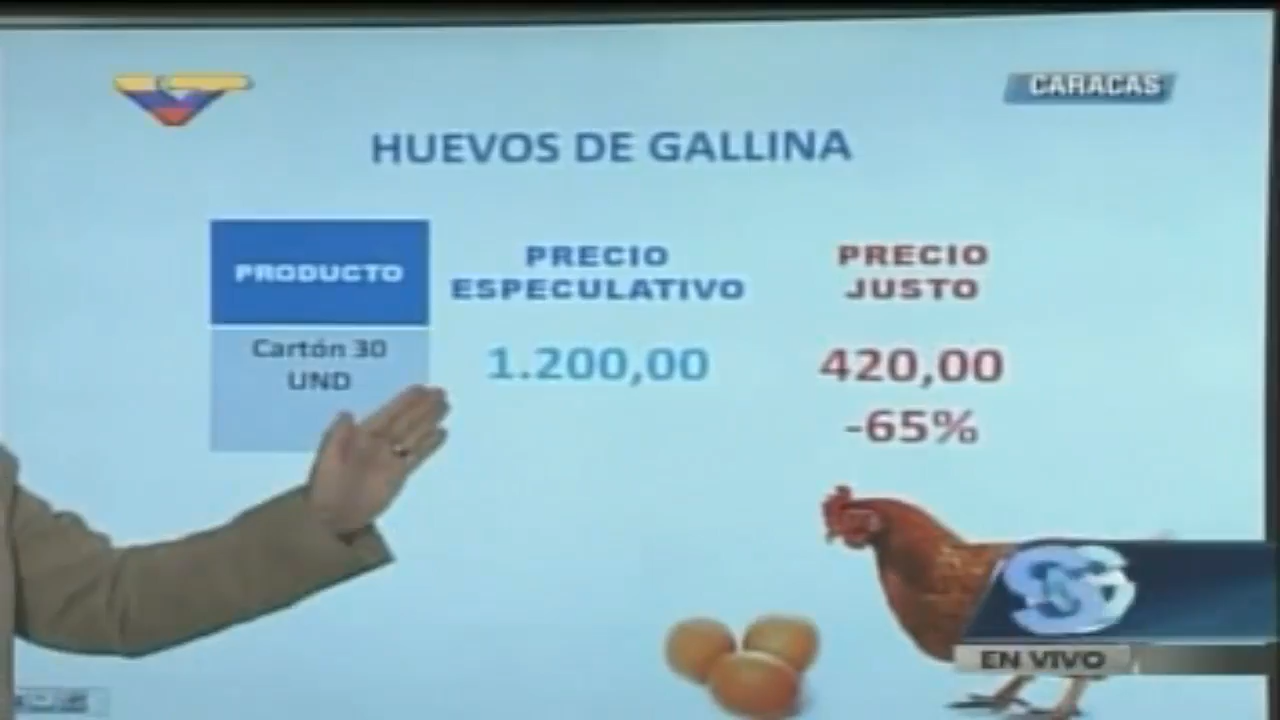 CARACAS
HUEVOS DE GALLINA
PRODUCTO
PRECIO
ESPECULATIVO
PRECIO
JUSTO
Cartón 30
UND
1.200,00
420,00
-65%
EN VIVO